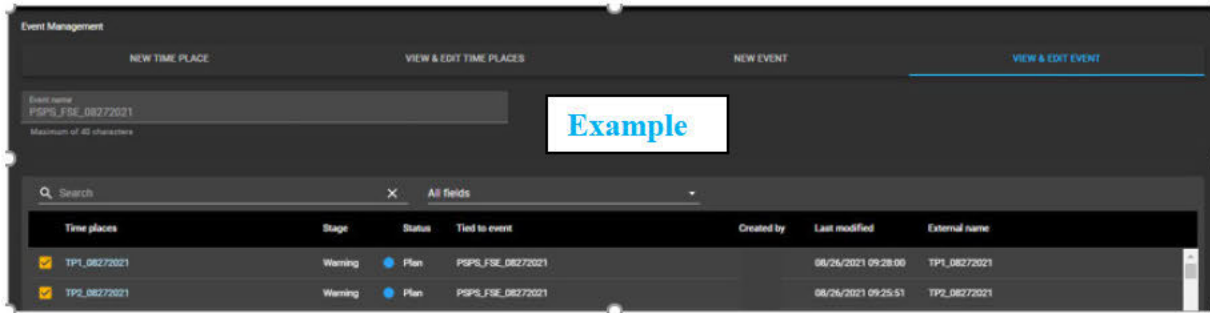 Event Management
NEW TIME PLACE VIEW & EDIT TIME PLACES NEW EVENT VIEW & EDIT EVENT
Event name
PSPS_FSE_08272021
Maximum of 40 characters
Example
Search All fields
Time places Stage Status Tied to event Created by Last modified External name
TP1_08272021 Warning Plan PSPS_FSE_08272021 08/26/2021 09:28:00 TP1_08272021
TP2_08272021 Warning Plan PSPS_FSE_08272021 08/26/2021 09:25:51 TP2_08272021